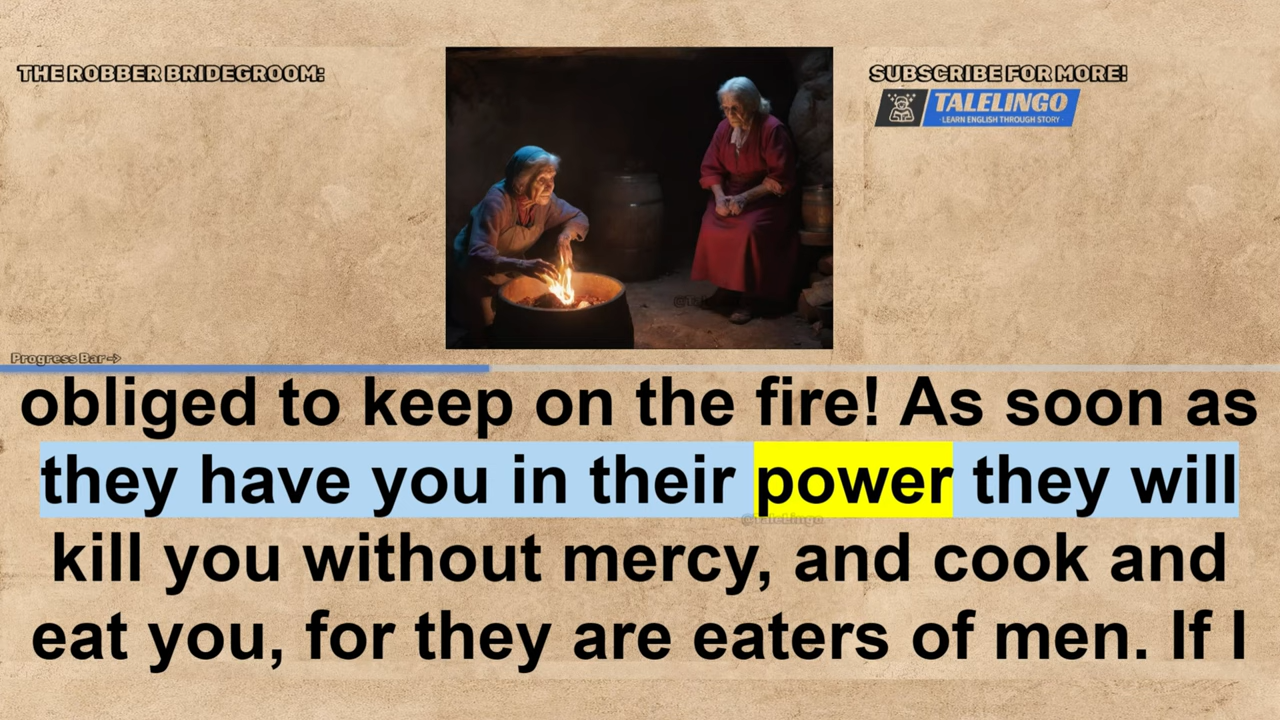 THE ROBBER BRIDEGROOM:
SUBSCRIBE FOR MORE!
TALELINGO
·LEARN ENGLISH THROUGH STORY·
Progress Bar->
obliged to keep on the fire! As soon as
they have you in their power they will
@TaleLingo
kill you without mercy, and cook and
eat you, for they are eaters of men. If I